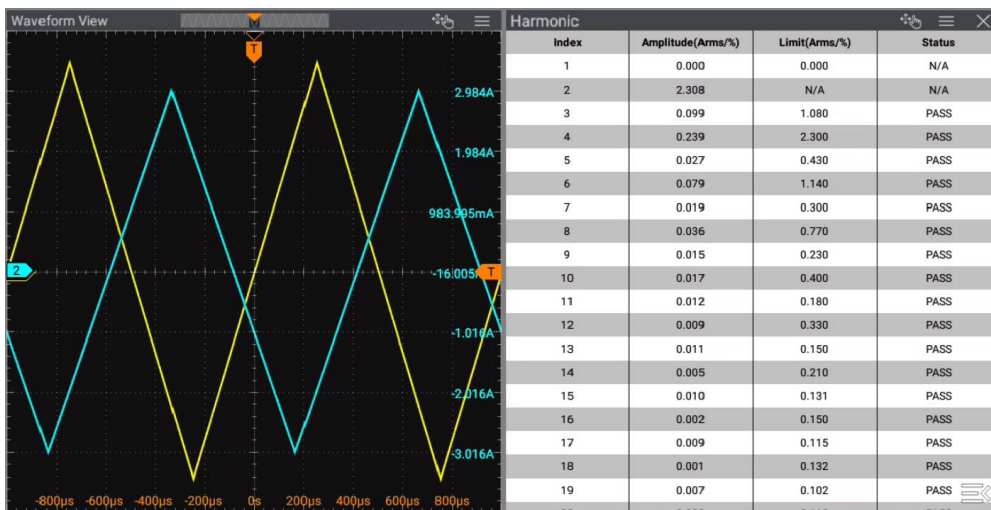 Waveform View
M
T
2.984A
1.984A
983.995mA
2
-16.005
T
-1.016A
-2.016A
-3.016A
-800μs -600μs -400μs -200μs 0s 200μs 400μs 600μs 800μs
Harmonic
Index Amplitude(Arms/%) Limit(Arms/%) Status
1 0.000 0.000 N/A
2 2.308 N/A N/A
3 0.099 1.080 PASS
4 0.239 2.300 PASS
5 0.027 0.430 PASS
6 0.079 1.140 PASS
7 0.019 0.300 PASS
8 0.036 0.770 PASS
9 0.015 0.230 PASS
10 0.017 0.400 PASS
11 0.012 0.180 PASS
12 0.009 0.330 PASS
13 0.011 0.150 PASS
14 0.005 0.210 PASS
15 0.010 0.131 PASS
16 0.002 0.150 PASS
17 0.009 0.115 PASS
18 0.001 0.132 PASS
19 0.007 0.102 PASS